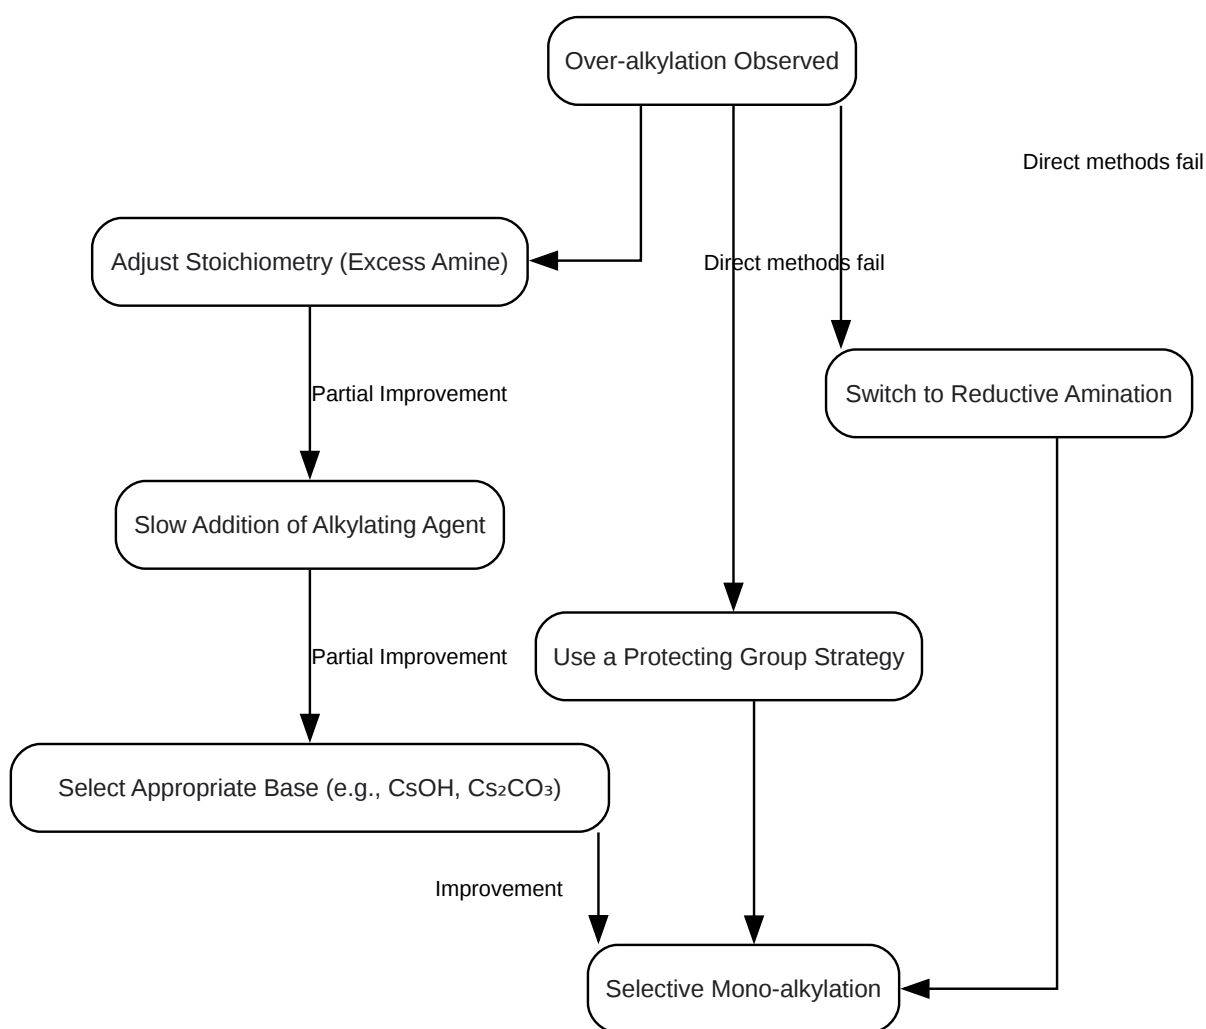 Over-alkylation Observed
Direct methods fail
Adjust Stoichiometry (Excess Amine)
Direct methods fail
Partial Improvement
Switch to Reductive Amination
Slow Addition of Alkylating Agent
Partial Improvement
Use a Protecting Group Strategy
Select Appropriate Base (e.g., CsOH, Cs₂CO₃)
Improvement
Selective Mono-alkylation